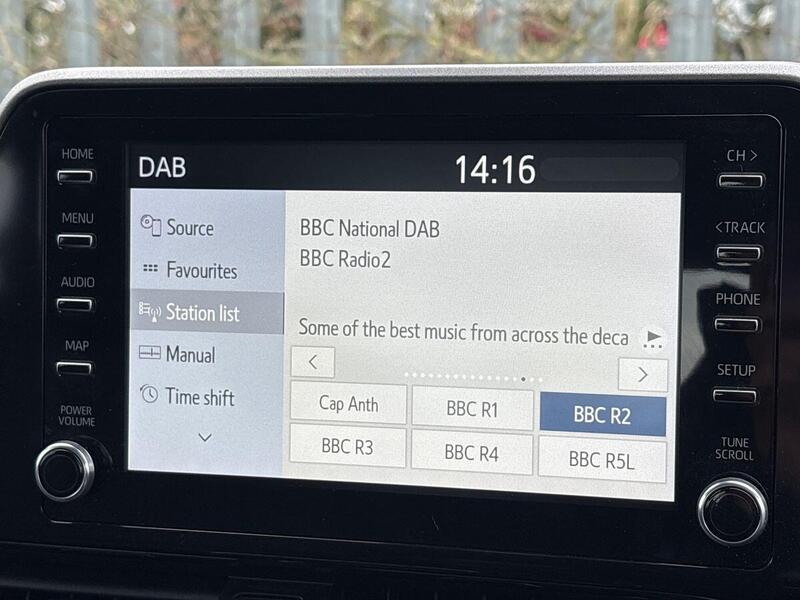 HOME
MENU
AUDIO
MAP
POWER
VOLUME
DAB 14:16
Source
Favourites
Station list
Manual
Time shift
BBC National DAB
BBC Radio2
Some of the best music from across the deca
Cap Anth BBC R1 BBC R2
BBC R3 BBC R4 BBC R5L
CH >
<TRACK
PHONE
SETUP
TUNE
SCROLL